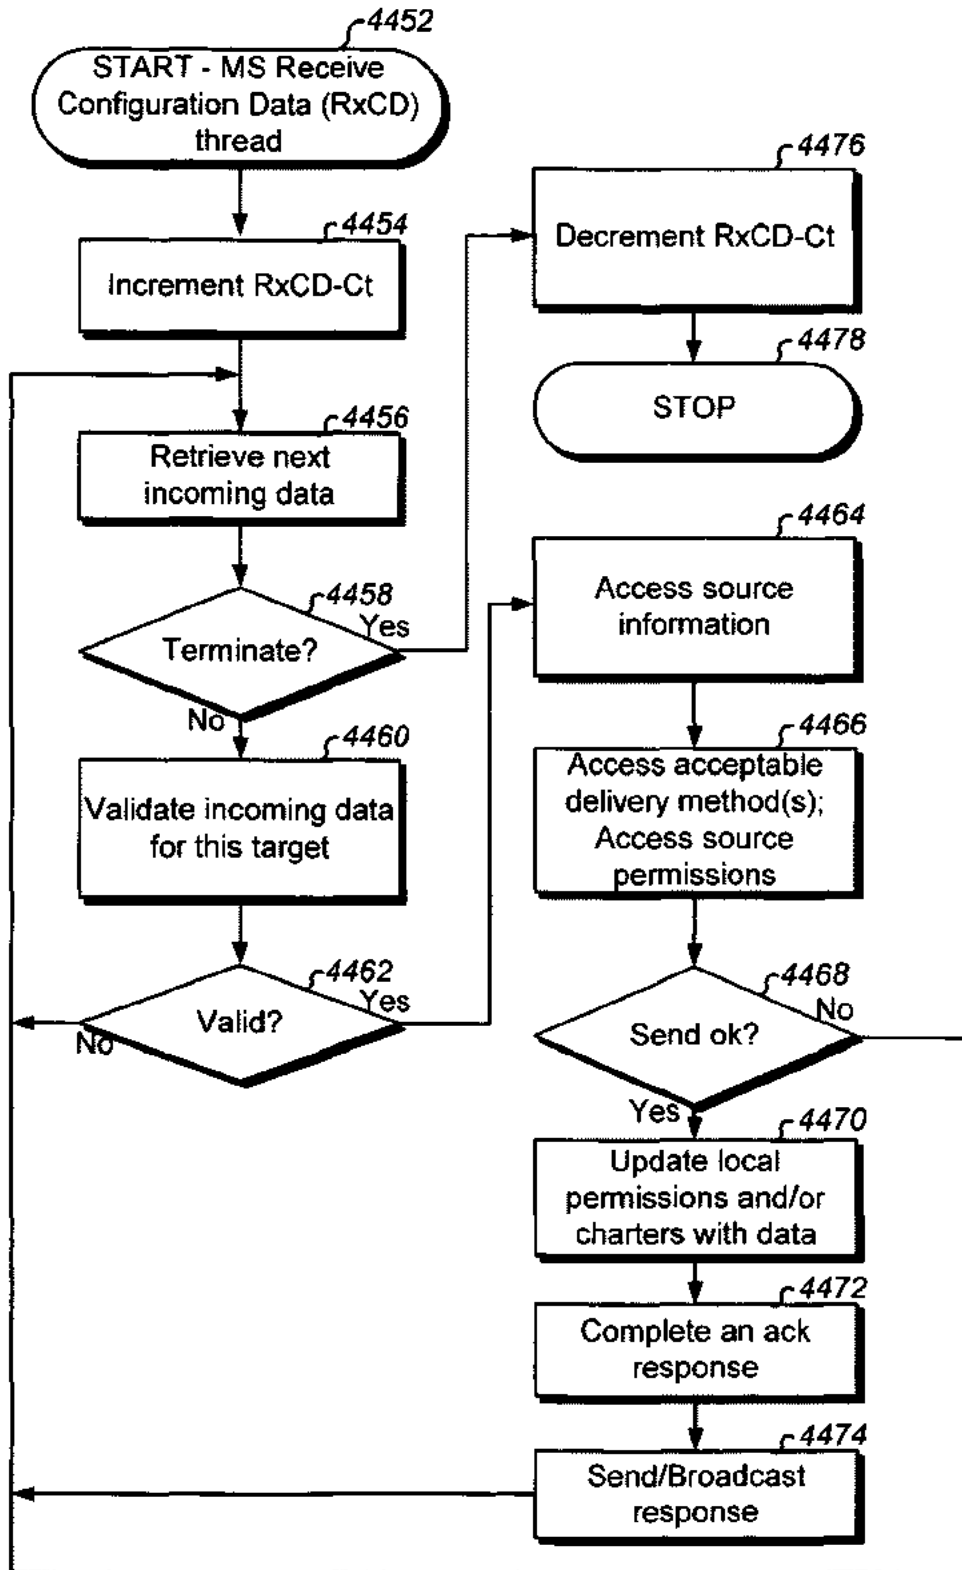 4452
START - MS Receive
Configuration Data (RxCD)
thread
4454
Increment RxCD-Ct
4456
Retrieve next
incoming data
4458
Terminate?
Yes
No
4460
Validate incoming data
for this target
4462
Valid?
Yes
No
4476
Decrement RxCD-Ct
4478
STOP
4464
Access source
information
4466
Access acceptable
delivery method(s);
Access source
permissions
4468
Send ok?
No
Yes
4470
Update local
permissions and/or
charters with data
4472
Complete an ack
response
4474
Send/Broadcast
response